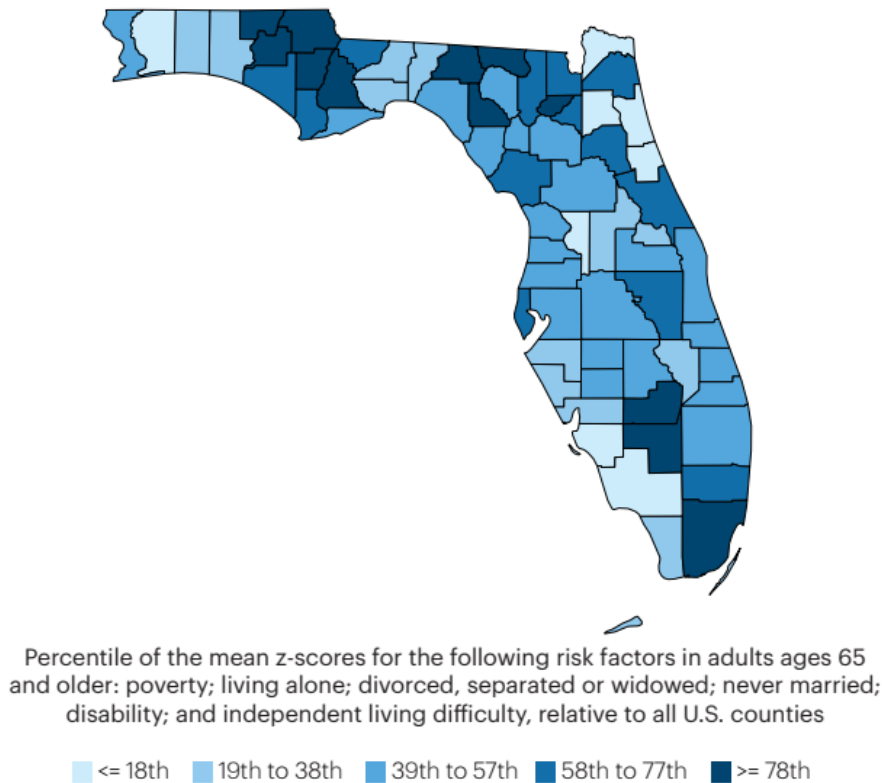 Percentile of the mean z-scores for the following risk factors in adults ages 65
and older: poverty; living alone; divorced, separated or widowed; never married;
disability; and independent living difficulty, relative to all U.S. counties
<= 18th 19th to 38th 39th to 57th 58th to 77th >= 78th